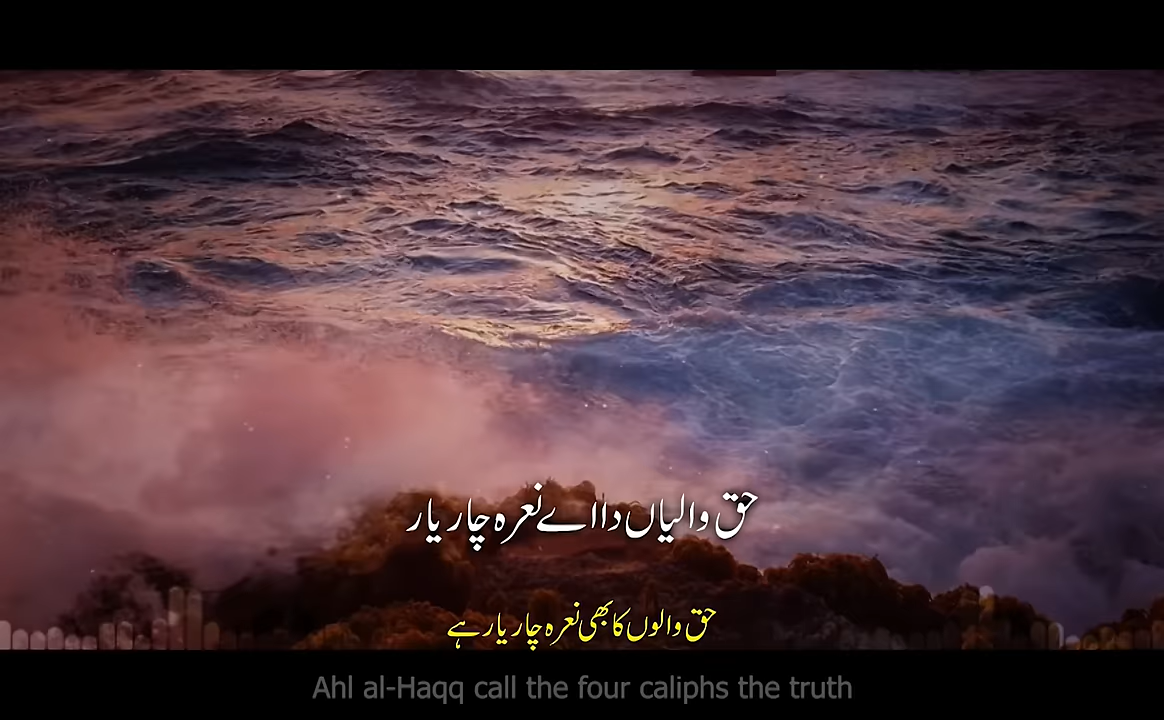 حق والیاں دا اے نعرہ چار یار
حق والوں کا بھی نعرہ چار یار ہے
Ahl al-Haqq call the four caliphs the truth